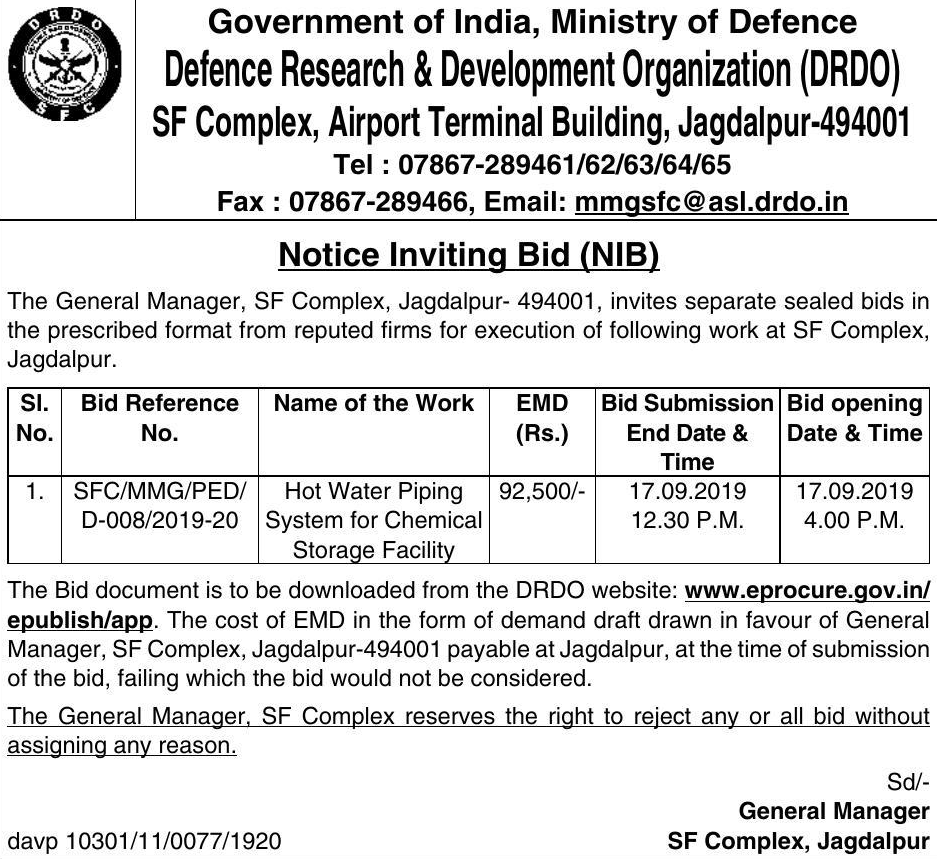 DRDO
SFC
Government of India, Ministry of Defence
Defence Research & Development Organization (DRDO)
SF Complex, Airport Terminal Building, Jagdalpur-494001
Tel : 07867-289461/62/63/64/65
Fax : 07867-289466, Email: mmgsfc@asl.drdo.in
Notice Inviting Bid (NIB)
The General Manager, SF Complex, Jagdalpur- 494001, invites separate sealed bids in
the prescribed format from reputed firms for execution of following work at SF Complex,
Jagdalpur.
Sl. Bid Reference Name of the Work EMD Bid Submission Bid opening
No. No. (Rs.) End Date & Date & Time
Time
1. SFC/MMG/PED/ Hot Water Piping 92,500/- 17.09.2019 17.09.2019
D-008/2019-20 System for Chemical 12.30 P.M. 4.00 P.M.
Storage Facility
The Bid document is to be downloaded from the DRDO website: www.eprocure.gov.in/
epublish/app. The cost of EMD in the form of demand draft drawn in favour of General
Manager, SF Complex, Jagdalpur-494001 payable at Jagdalpur, at the time of submission
of the bid, failing which the bid would not be considered.
The General Manager, SF Complex reserves the right to reject any or all bid without
assigning any reason.
Sd/-
General Manager
davp 10301/11/0077/1920 SF Complex, Jagdalpur